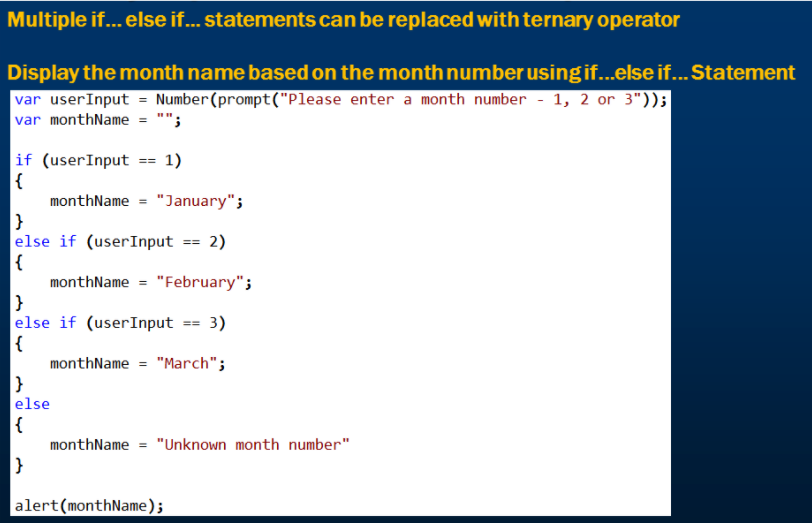 Multiple if... else if... statements can be replaced with ternary operator
Display the month name based on the month number using if...else if... Statement
var userInput = Number(prompt("Please enter a month number - 1, 2 or 3"));
var monthName = "";
if (userInput == 1)
{
    monthName = "January";
}
else if (userInput == 2)
{
    monthName = "February";
}
else if (userInput == 3)
{
    monthName = "March";
}
else
{
    monthName = "Unknown month number"
}
alert(monthName);